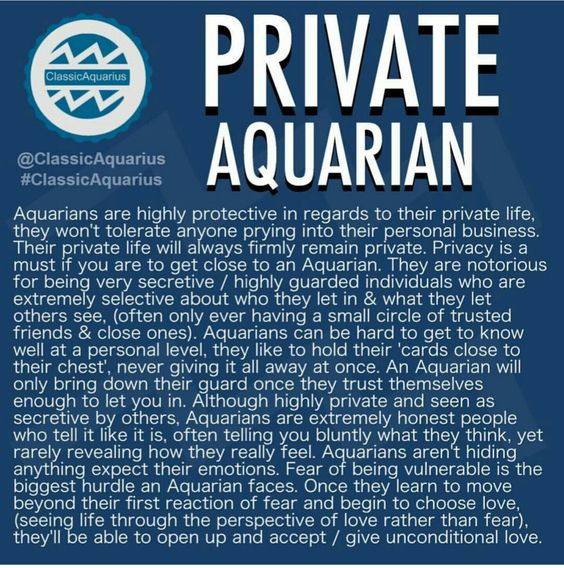 ClassicAquarius
@ClassicAquarius
#ClassicAquarius
PRIVATE
AQUARIAN
Aquarians are highly protective in regards to their private life,
they won't tolerate anyone prying into their personal business.
Their private life will always firmly remain private. Privacy is a
must if you are to get close to an Aquarian. They are notorious
for being very secretive / highly guarded individuals who are
extremely selective about who they let in & what they let
others see, (often only ever having a small circle of trusted
friends & close ones). Aquarians can be hard to get to know
well at a personal level, they like to hold their 'cards close to
their chest', never giving it all away at once. An Aquarian will
only bring down their guard once they trust themselves
enough to let you in. Although highly private and seen as
secretive by others, Aquarians are extremely honest people
who tell it like it is, often telling you bluntly what they think, yet
rarely revealing how they really feel. Aquarians aren't hiding
anything expect their emotions. Fear of being vulnerable is the
biggest hurdle an Aquarian faces. Once they learn to move
beyond their first reaction of fear and begin to choose love,
(seeing life through the perspective of love rather than fear),
they'll be able to open up and accept / give unconditional love.